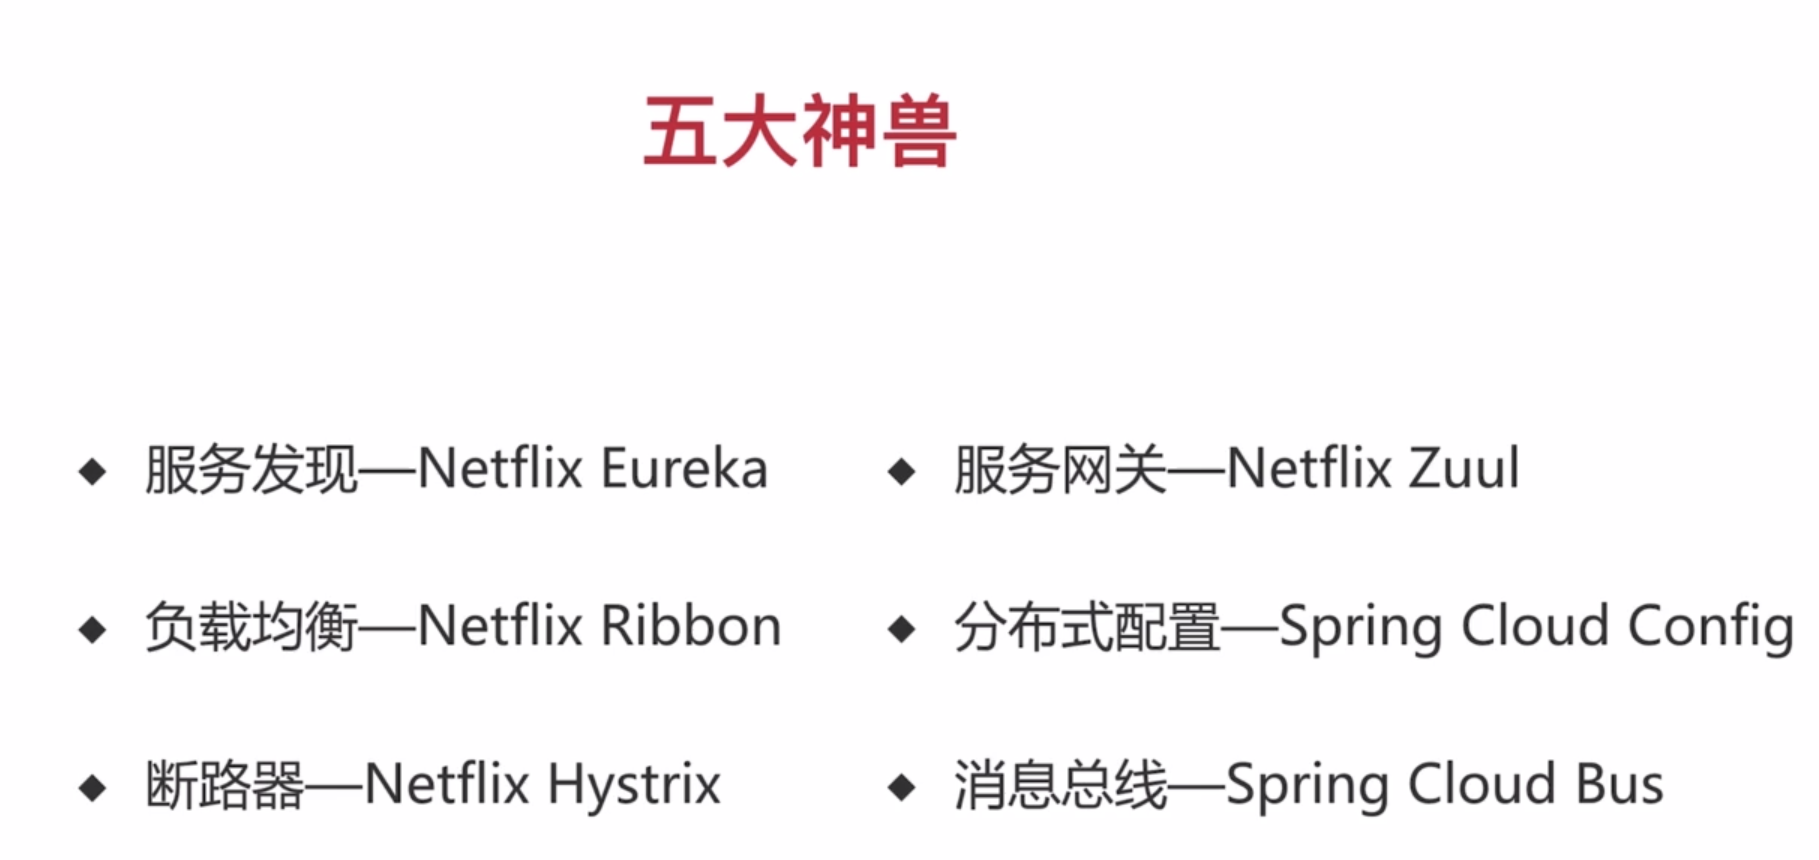 五大神兽
◆ 服务发现—Netflix Eureka
◆ 服务网关—Netflix Zuul
◆ 负载均衡—Netflix Ribbon
◆ 分布式配置—Spring Cloud Config
◆ 断路器—Netflix Hystrix
◆ 消息总线—Spring Cloud Bus